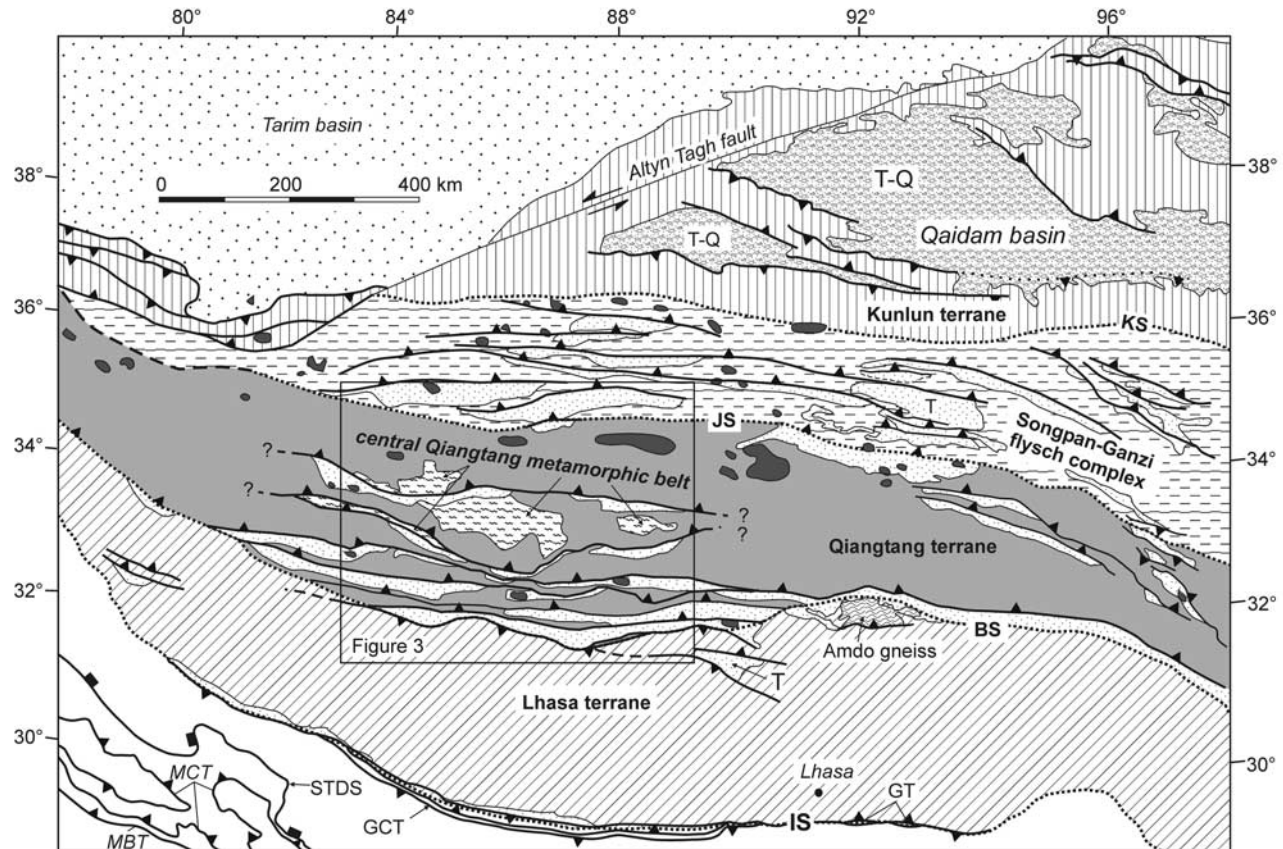 80°
84°
88°
92°
96°
Tarim basin
Altyn Tagh fault
38°
38°
0 200 400 km
T-Q
T-Q
Qaidam basin
36°
36°
Kunlun terrane
KS
T
JS
Songpan-Ganzi
flysch complex
34°
34°
central Qiangtang metamorphic belt
?
?
?
?
Qiangtang terrane
32°
32°
BS
Figure 3
Amdo gneiss
T
Lhasa terrane
30°
30°
MCT
STDS
Lhasa
GCT
IS
GT
MBT